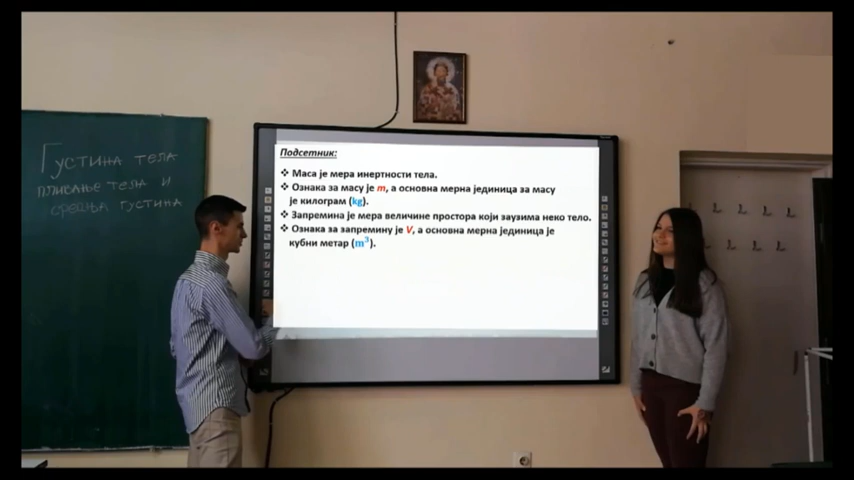 Густина тела
пливање тела и
средња густина
Подсетник:
❖ Маса је мера инертности тела.
❖ Ознака за масу је m, а основна мерна јединица за масу
је килограм (kg).
❖ Запремина је мера величине простора који заузима неко тело.
❖ Ознака за запремину је V, а основна мерна јединица је
кубни метар (m³).